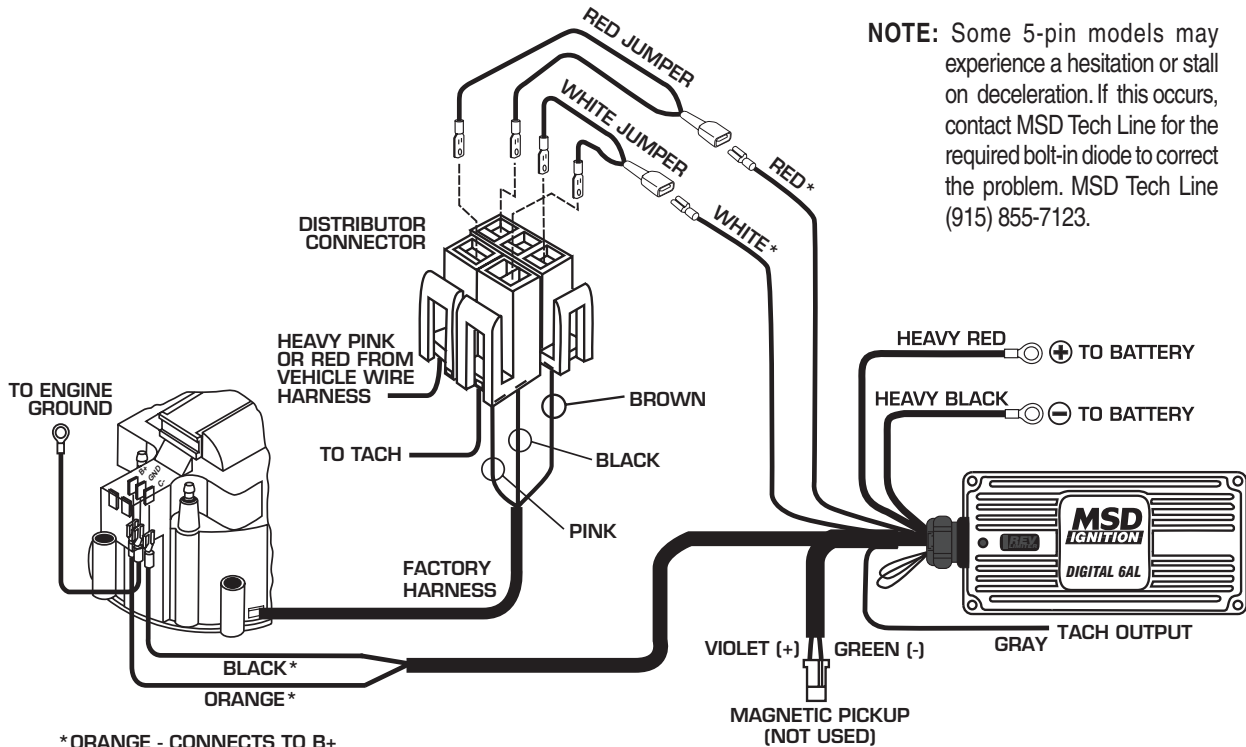 RED JUMPER
WHITE JUMPER
NOTE: Some 5-pin models may
experience a hesitation or stall
on deceleration. If this occurs,
contact MSD Tech Line for the
required bolt-in diode to correct
the problem. MSD Tech Line
(915) 855-7123.
RED*
WHITE*
DISTRIBUTOR
CONNECTOR
HEAVY PINK
OR RED FROM
VEHICLE WIRE
HARNESS
HEAVY RED
+ TO BATTERY
HEAVY BLACK
- TO BATTERY
TO ENGINE
GROUND
BROWN
TO TACH
BLACK
PINK
B+
GND
C-
MSD
IGNITION
REV
DIGITAL 6AL
FACTORY
HARNESS
TACH OUTPUT
GRAY
VIOLET (+)
GREEN (-)
BLACK*
ORANGE*
MAGNETIC PICKUP
(NOT USED)
*ORANGE - CONNECTS TO B+